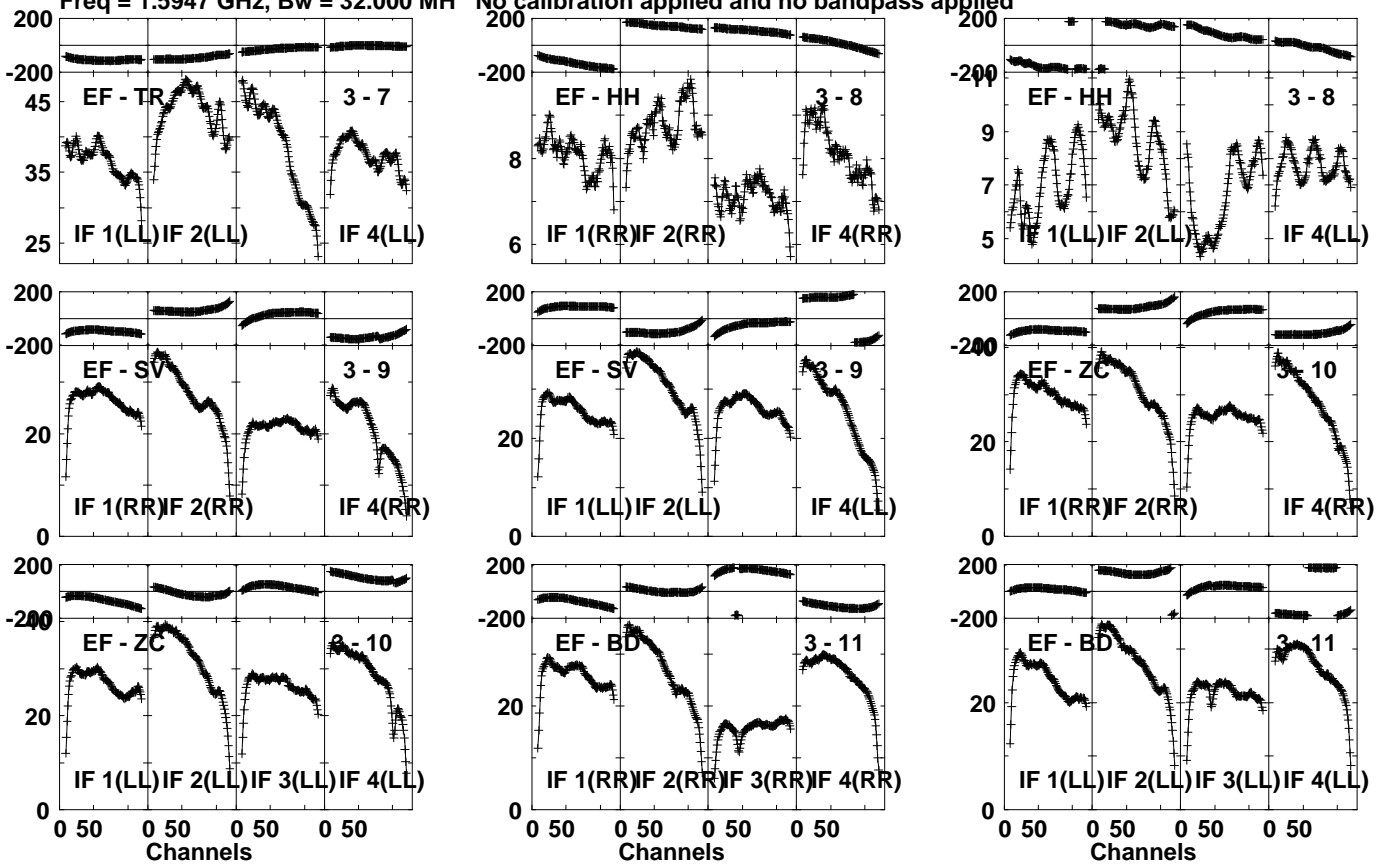 Freq = 1.5947 GHz, Bw = 32.000 MH No calibration applied and no bandpass applied
200
-200
45
35
25
EF - TR
3 - 7
IF 1(LL) IF 2(LL) IF 4(LL)
200
8
6
EF - HH
3 - 8
IF 1(RR) IF 2(RR) IF 4(RR)
200
-200
11
9
7
5
EF - HH
3 - 8
IF 1(LL) IF 2(LL) IF 4(LL)
200
-200
20
0
EF - SV
3 - 9
IF 1(RR) IF 2(RR) IF 4(RR)
200
-200
20
0
EF - SV
3 - 9
IF 1(LL) IF 2(LL) IF 4(LL)
200
-200
40
20
0
EF - ZC
3 - 10
IF 1(RR) IF 2(RR) IF 4(RR)
200
-200
40
20
0
EF - ZC
3 - 10
IF 1(LL) IF 2(LL) IF 3(LL) IF 4(LL)
0 50 0 50 0 50 0 50
Channels
200
-200
20
0
EF - BD
3 - 11
IF 1(RR) IF 2(RR) IF 3(RR) IF 4(RR)
0 50 0 50 0 50 0 50
Channels
200
-200
20
0
EF - BD
3 - 11
IF 1(LL) IF 2(LL) IF 3(LL) IF 4(LL)
0 50 0 50 0 50 0 50
Channels